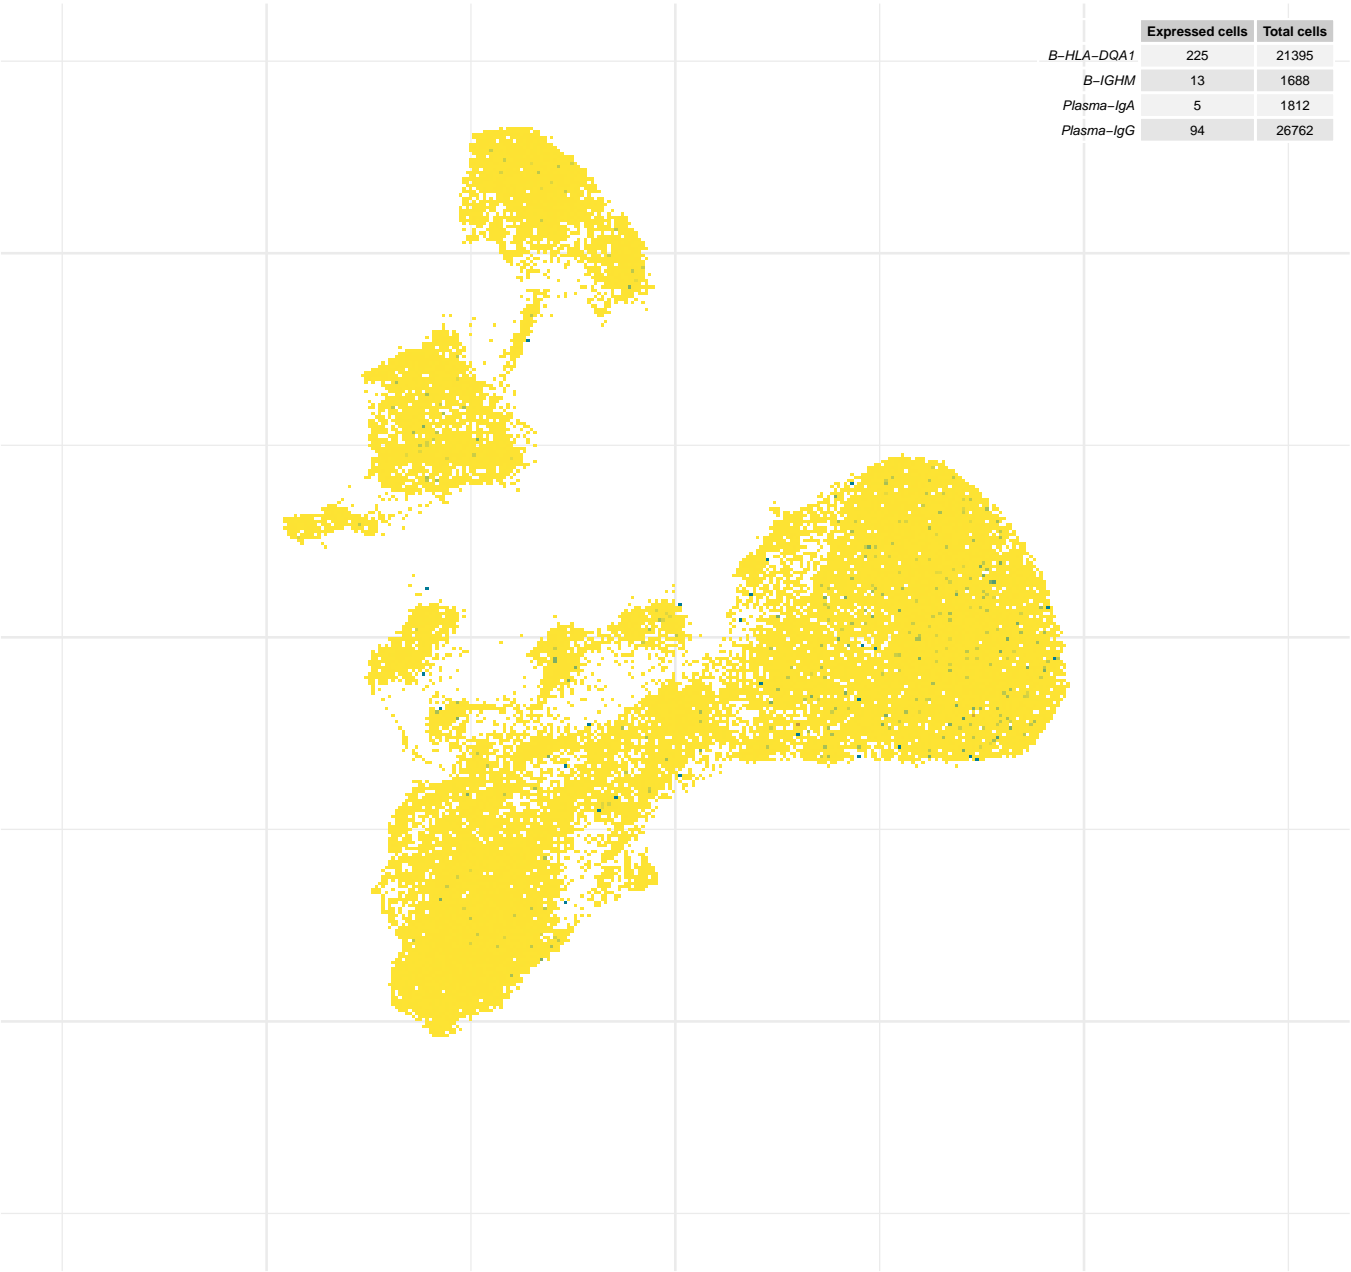 Expressed cells Total cells
B−HLA−DQA1 225 21395
B−IGHM 13 1688
Plasma−IgA 5 1812
Plasma−IgG 94 26762